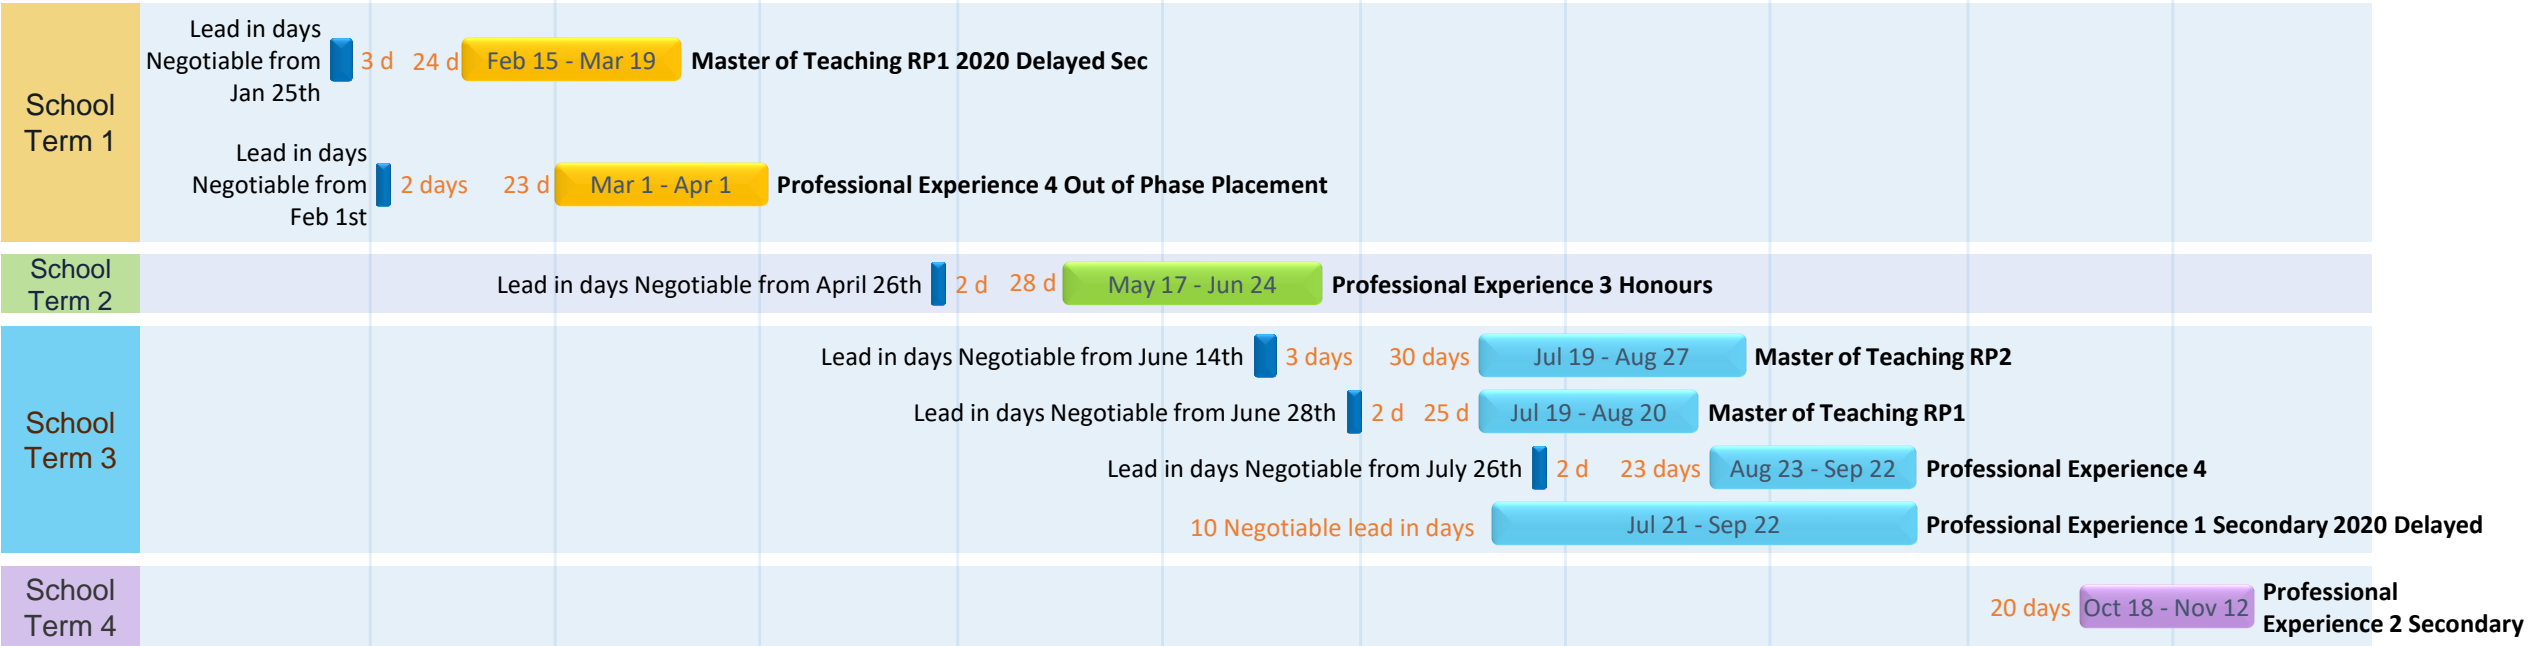 School
Term 1
Lead in days
Negotiable from
Jan 25th
3 d
24 d
Feb 15 - Mar 19
Master of Teaching RP1 2020 Delayed Sec
Lead in days
Negotiable from
Feb 1st
2 days
23 d
Mar 1 - Apr 1
Professional Experience 4 Out of Phase Placement
School
Term 2
Lead in days Negotiable from April 26th
2 d
28 d
May 17 - Jun 24
Professional Experience 3 Honours
School
Term 3
Lead in days Negotiable from June 14th
3 days
30 days
Jul 19 - Aug 27
Master of Teaching RP2
Lead in days Negotiable from June 28th
2 d
25 d
Jul 19 - Aug 20
Master of Teaching RP1
Lead in days Negotiable from July 26th
2 d
23 days
Aug 23 - Sep 22
Professional Experience 4
10 Negotiable lead in days
Jul 21 - Sep 22
Professional Experience 1 Secondary 2020 Delayed
School
Term 4
20 days
Oct 18 - Nov 12
Professional
Experience 2 Secondary